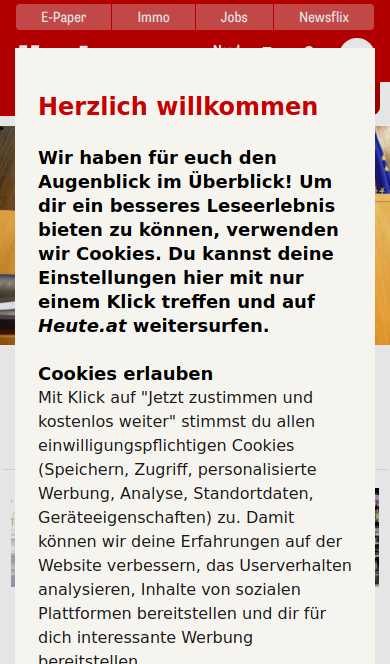 E-Paper
Immo
Jobs
Newsflix
Herzlich willkommen
Wir haben für euch den
Augenblick im Überblick! Um
dir ein besseres Leseerlebnis
bieten zu können, verwenden
wir Cookies. Du kannst deine
Einstellungen hier mit nur
einem Klick treffen und auf
Heute.at weitersurfen.
Cookies erlauben
Mit Klick auf "Jetzt zustimmen und
kostenlos weiter" stimmst du allen
einwilligungspflichtigen Cookies
(Speichern, Zugriff, personalisierte
Werbung, Analyse, Standortdaten,
Geräteeigenschaften) zu. Damit
können wir deine Erfahrungen auf der
Website verbessern, das Userverhalten
analysieren, Inhalte von sozialen
Plattformen bereitstellen und dir für
dich interessante Werbung
bereitstellen